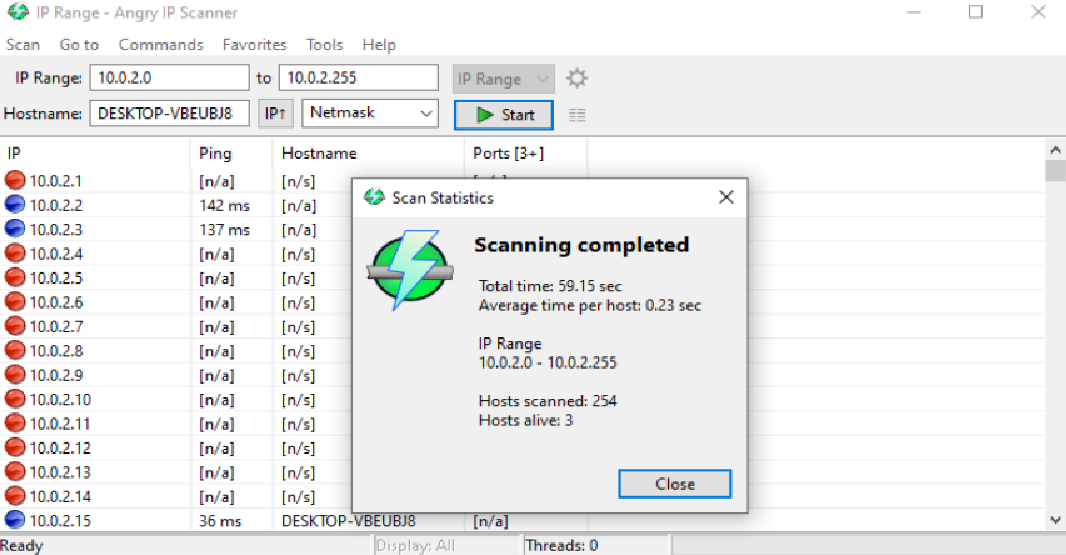 IP Range - Angry IP Scanner
Scan Go to Commands Favorites Tools Help
IP Range: 10.0.2.0 to 10.0.2.255 IP Range
Hostname: DESKTOP-VBEUBJ8 IP↑ Netmask Start
IP Ping Hostname Ports [3+]
10.0.2.1 [n/a] [n/s]
10.0.2.2 142 ms [n/a]
10.0.2.3 137 ms [n/a]
10.0.2.4 [n/a] [n/s]
10.0.2.5 [n/a] [n/s]
10.0.2.6 [n/a] [n/s]
10.0.2.7 [n/a] [n/s]
10.0.2.8 [n/a] [n/s]
10.0.2.9 [n/a] [n/s]
10.0.2.10 [n/a] [n/s]
10.0.2.11 [n/a] [n/s]
10.0.2.12 [n/a] [n/s]
10.0.2.13 [n/a] [n/s]
10.0.2.14 [n/a] [n/s]
10.0.2.15 36 ms DESKTOP-VBEUBJ8 [n/a]
Scan Statistics
Scanning completed
Total time: 59.15 sec
Average time per host: 0.23 sec
IP Range
10.0.2.0 - 10.0.2.255
Hosts scanned: 254
Hosts alive: 3
Close
Ready Display: All Threads: 0